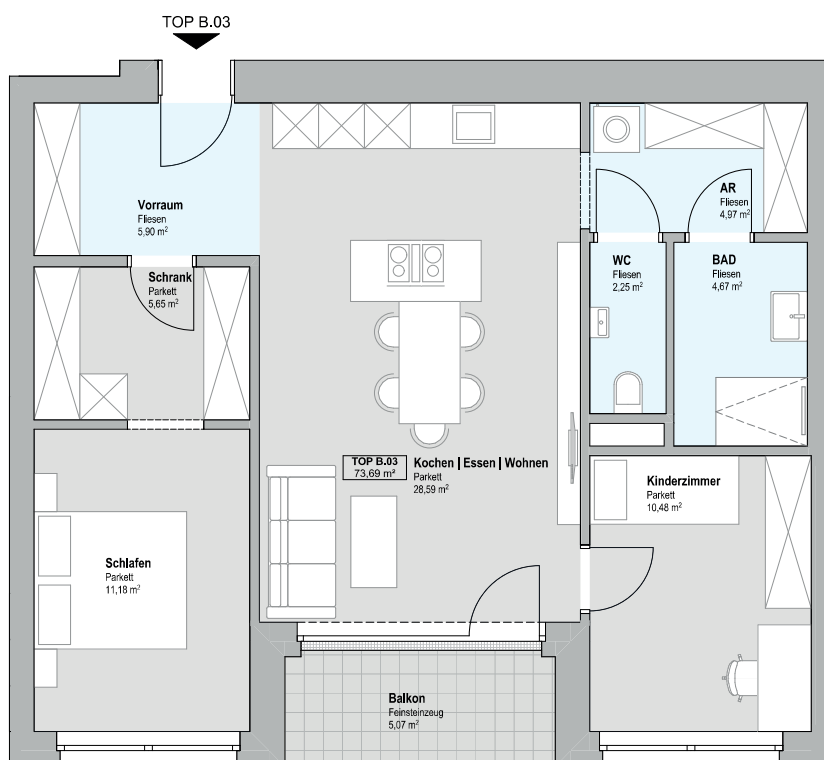 TOP B.03
Vorraum
Fliesen
5,90 m²
AR
Fliesen
4,97 m²
Schrank
Parkett
5,65 m²
WC
Fliesen
2,25 m²
BAD
Fliesen
4,67 m²
TOP B.03
73,69 m²
Kochen | Essen | Wohnen
Parkett
28,59 m²
Kinderzimmer
Parkett
10,48 m²
Schlafen
Parkett
11,18 m²
Balkon
Feinsteinzeug
5,07 m²